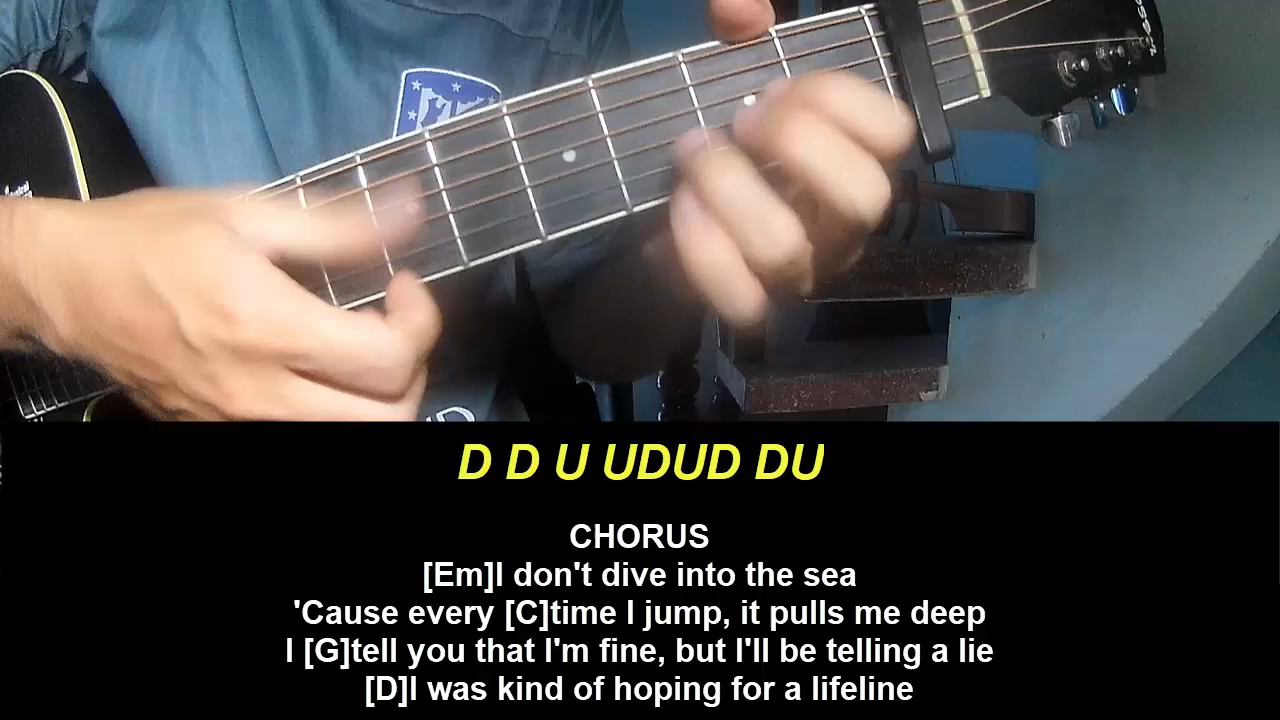 D D U UDUD DU
CHORUS
[Em]I don't dive into the sea
'Cause every [C]time I jump, it pulls me deep
I [G]tell you that I'm fine, but I'll be telling a lie
[D]I was kind of hoping for a lifeline